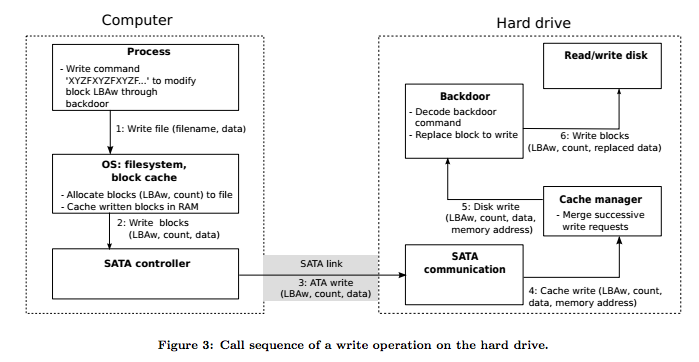 Computer
Hard drive
Process
- Write command
'XYZFXYZFXYZF...' to modify
block LBAw through
backdoor
1: Write file (filename, data)
OS: filesystem,
block cache
- Allocate blocks (LBAw, count) to file
- Cache written blocks in RAM
2: Write blocks
(LBAw, count, data)
SATA controller
SATA link
3: ATA write
(LBAw, count, data)
SATA
communication
4: Cache write (LBAw, count,
data, memory address)
Cache manager
- Merge successive
write requests
5: Disk write
(LBAw, count, data,
memory address)
Backdoor
- Decode backdoor
command
- Replace block to write
6: Write blocks
(LBAw, count, replaced data)
Read/write disk
Figure 3: Call sequence of a write operation on the hard drive.